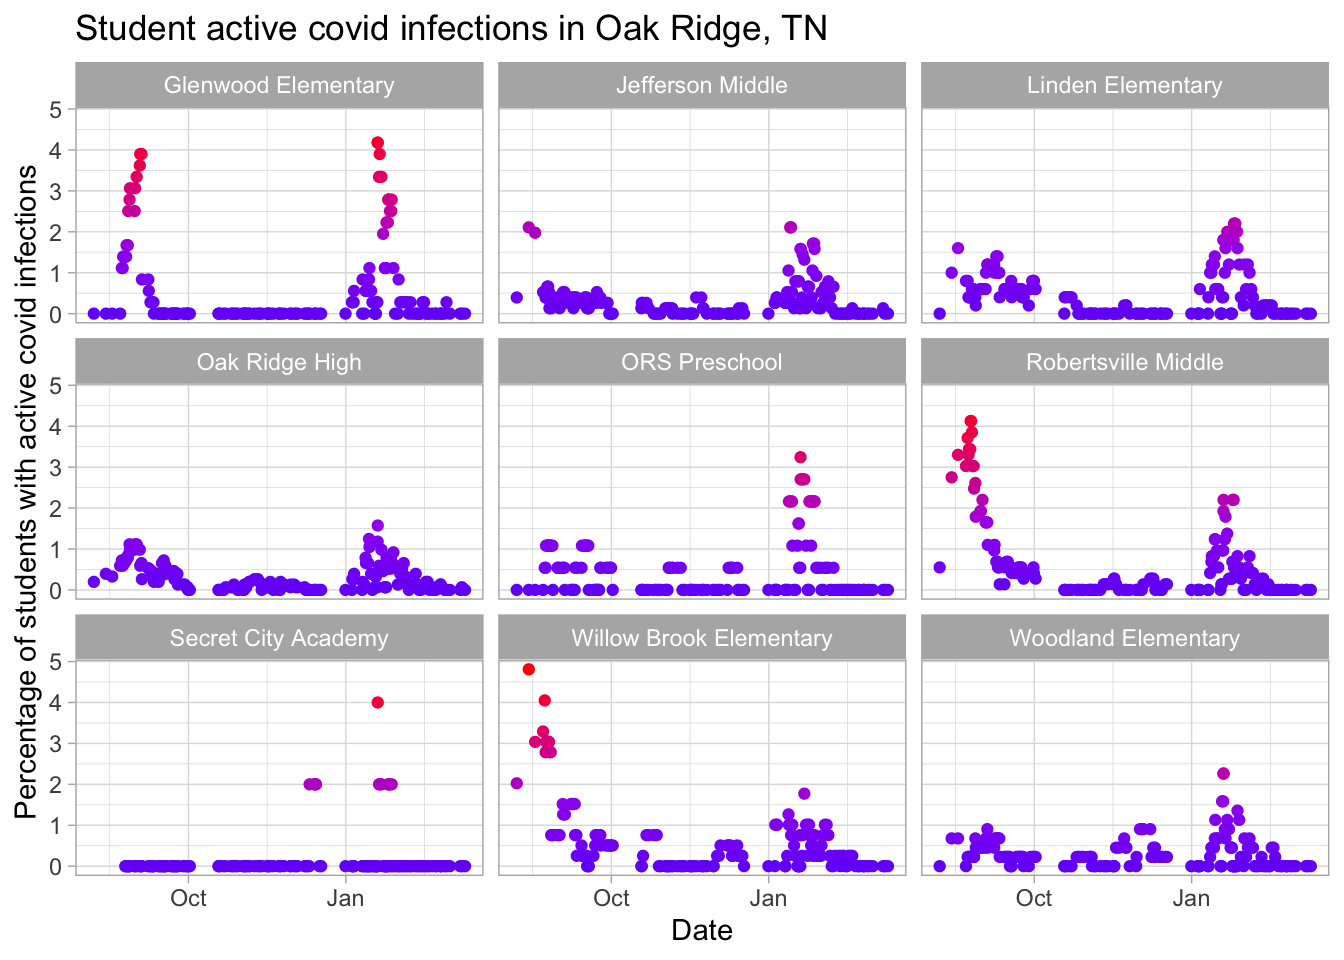 Student active covid infections in Oak Ridge, TN
Percentage of students with active covid infections
Glenwood Elementary
Jefferson Middle
Linden Elementary
5
4
3
2
1
0
Oak Ridge High
ORS Preschool
Robertsville Middle
5
4
3
2
1
0
Secret City Academy
Willow Brook Elementary
Woodland Elementary
5
4
3
2
1
0
Oct Jan
Oct Jan
Oct Jan
Date